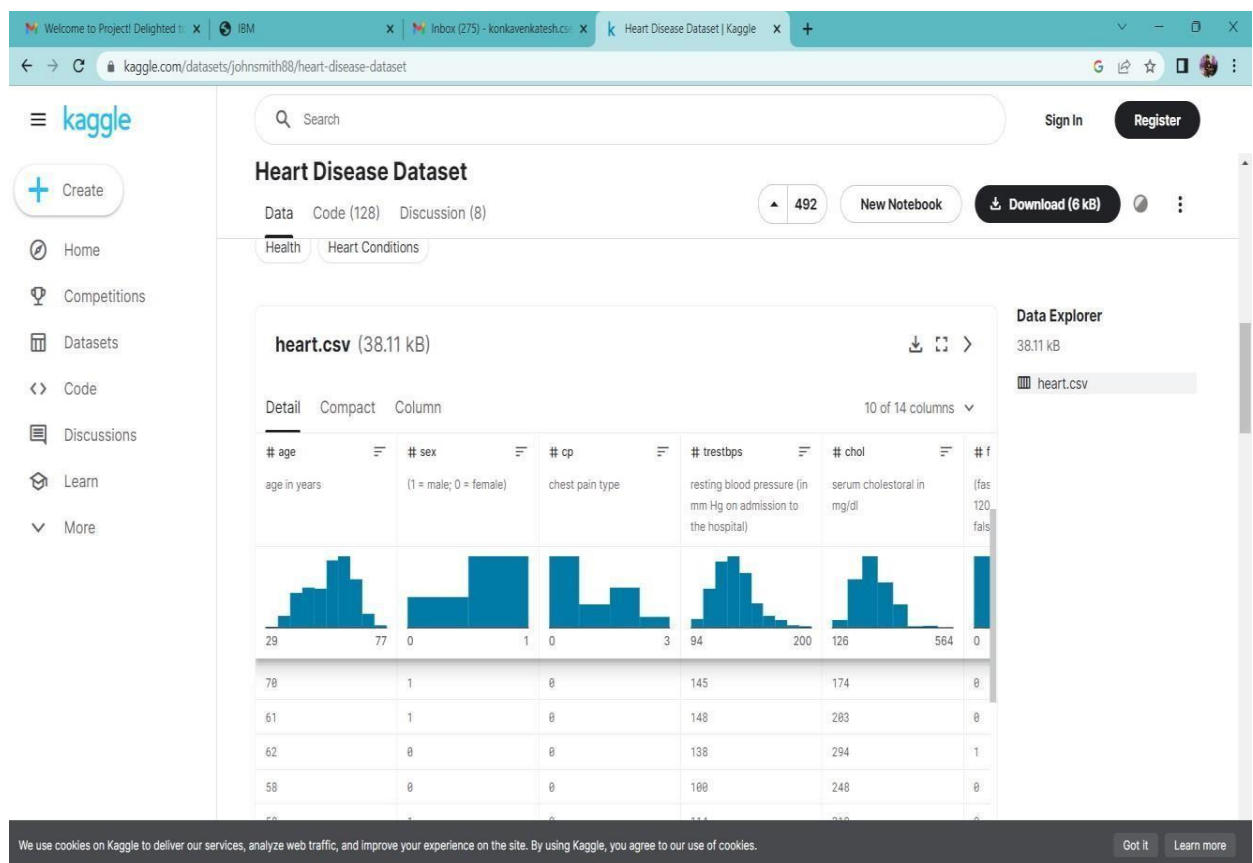 Welcome to Project! Delighted to
IBM
Inbox (275) - konkavenkatesh.cse
Heart Disease Dataset | Kaggle
kaggle.com/datasets/johnsmith88/heart-disease-dataset
kaggle
Search
Sign In
Register
Create
Heart Disease Dataset
Data Code (128) Discussion (8)
492
New Notebook
Download (6 kB)
Health Heart Conditions
Home
Competitions
Datasets
Code
Discussions
Learn
More
heart.csv (38.11 kB)
Data Explorer
38.11 kB
heart.csv
Detail Compact Column
10 of 14 columns
# age # sex # cp # trestbps # chol # f
age in years
(1 = male; 0 = female)
chest pain type
resting blood pressure (in
mm Hg on admission to
the hospital)
serum cholestoral in
mg/dl
(fas
120
fals
29 77 0 1 0 3 94 200 126 564 0
70 1 0 145 174 0
61 1 0 148 203 0
62 0 0 138 294 1
58 0 0 100 248 0
We use cookies on Kaggle to deliver our services, analyze web traffic, and improve your experience on the site. By using Kaggle, you agree to our use of cookies.
Got it
Learn more